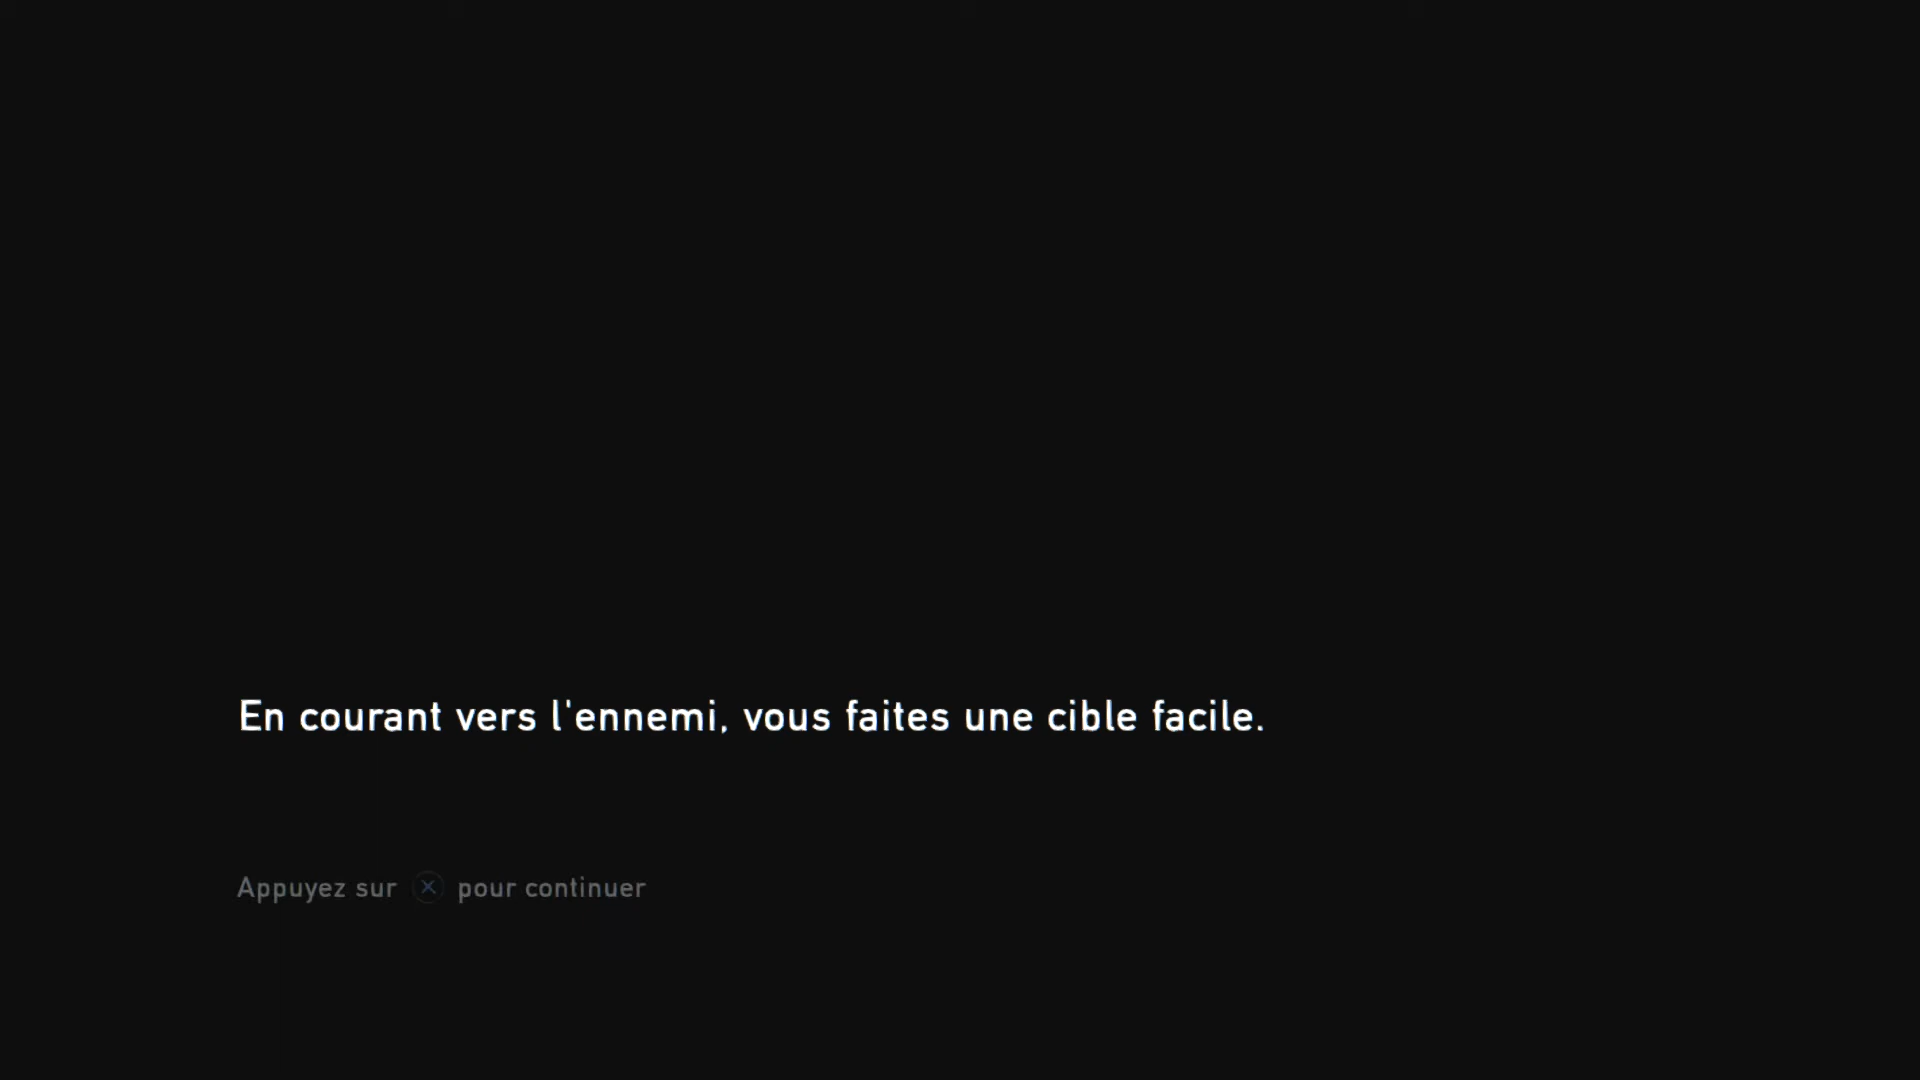 En courant vers l'ennemi, vous faites une cible facile.
Appuyez sur ⓧ pour continuer